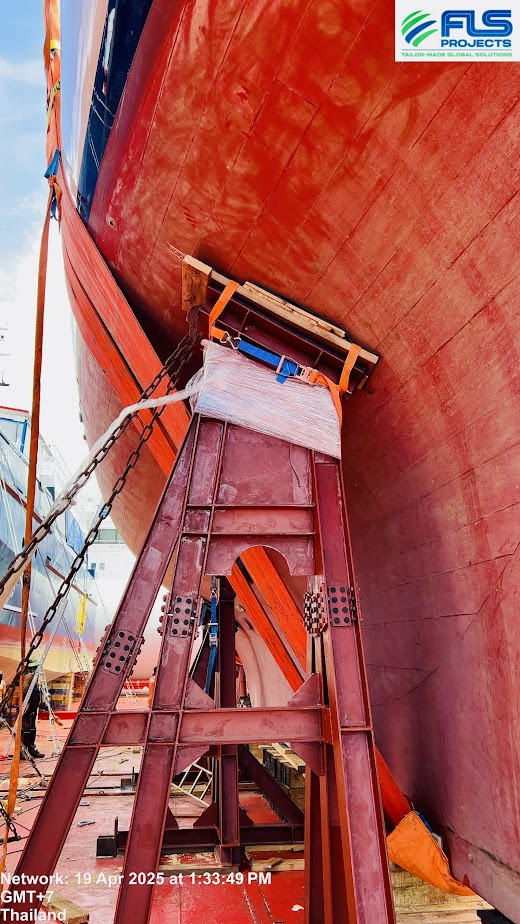 FLS
PROJECTS
TAILOR-MADE GLOBAL SOLUTIONS
Network: 19 Apr 2025 at 1:33:49 PM
GMT+7
Thailand